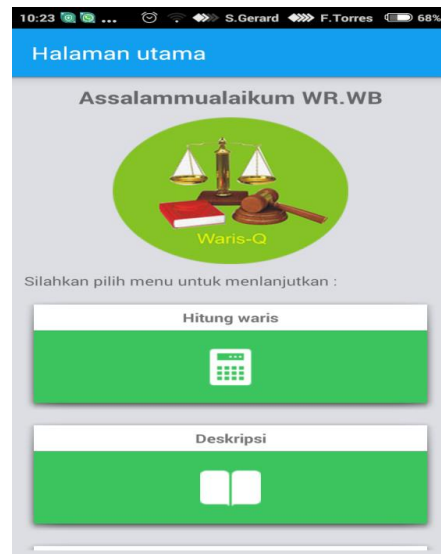 10:23 ... S.Gerard F.Torres 68%
Halaman utama
Assalammualaikum WR.WB
Waris-Q
Silahkan pilih menu untuk menlanjutkan :
Hitung waris
Deskripsi